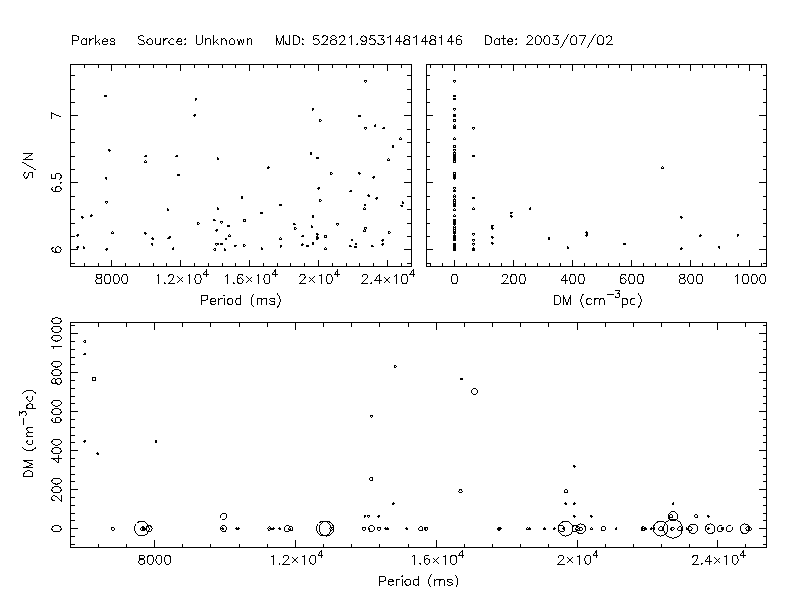 Parkes Source: Unknown MJD: 52821.953148148146 Date: 2003/07/02
S/N
7
6.5
6
8000 1.2×10⁴ 1.6×10⁴ 2×10⁴ 2.4×10⁴
Period (ms)
0 200 400 600 800 1000
DM (cm⁻³pc)
DM (cm⁻³pc)
1000
800
600
400
200
0
8000 1.2×10⁴ 1.6×10⁴ 2×10⁴ 2.4×10⁴
Period (ms)